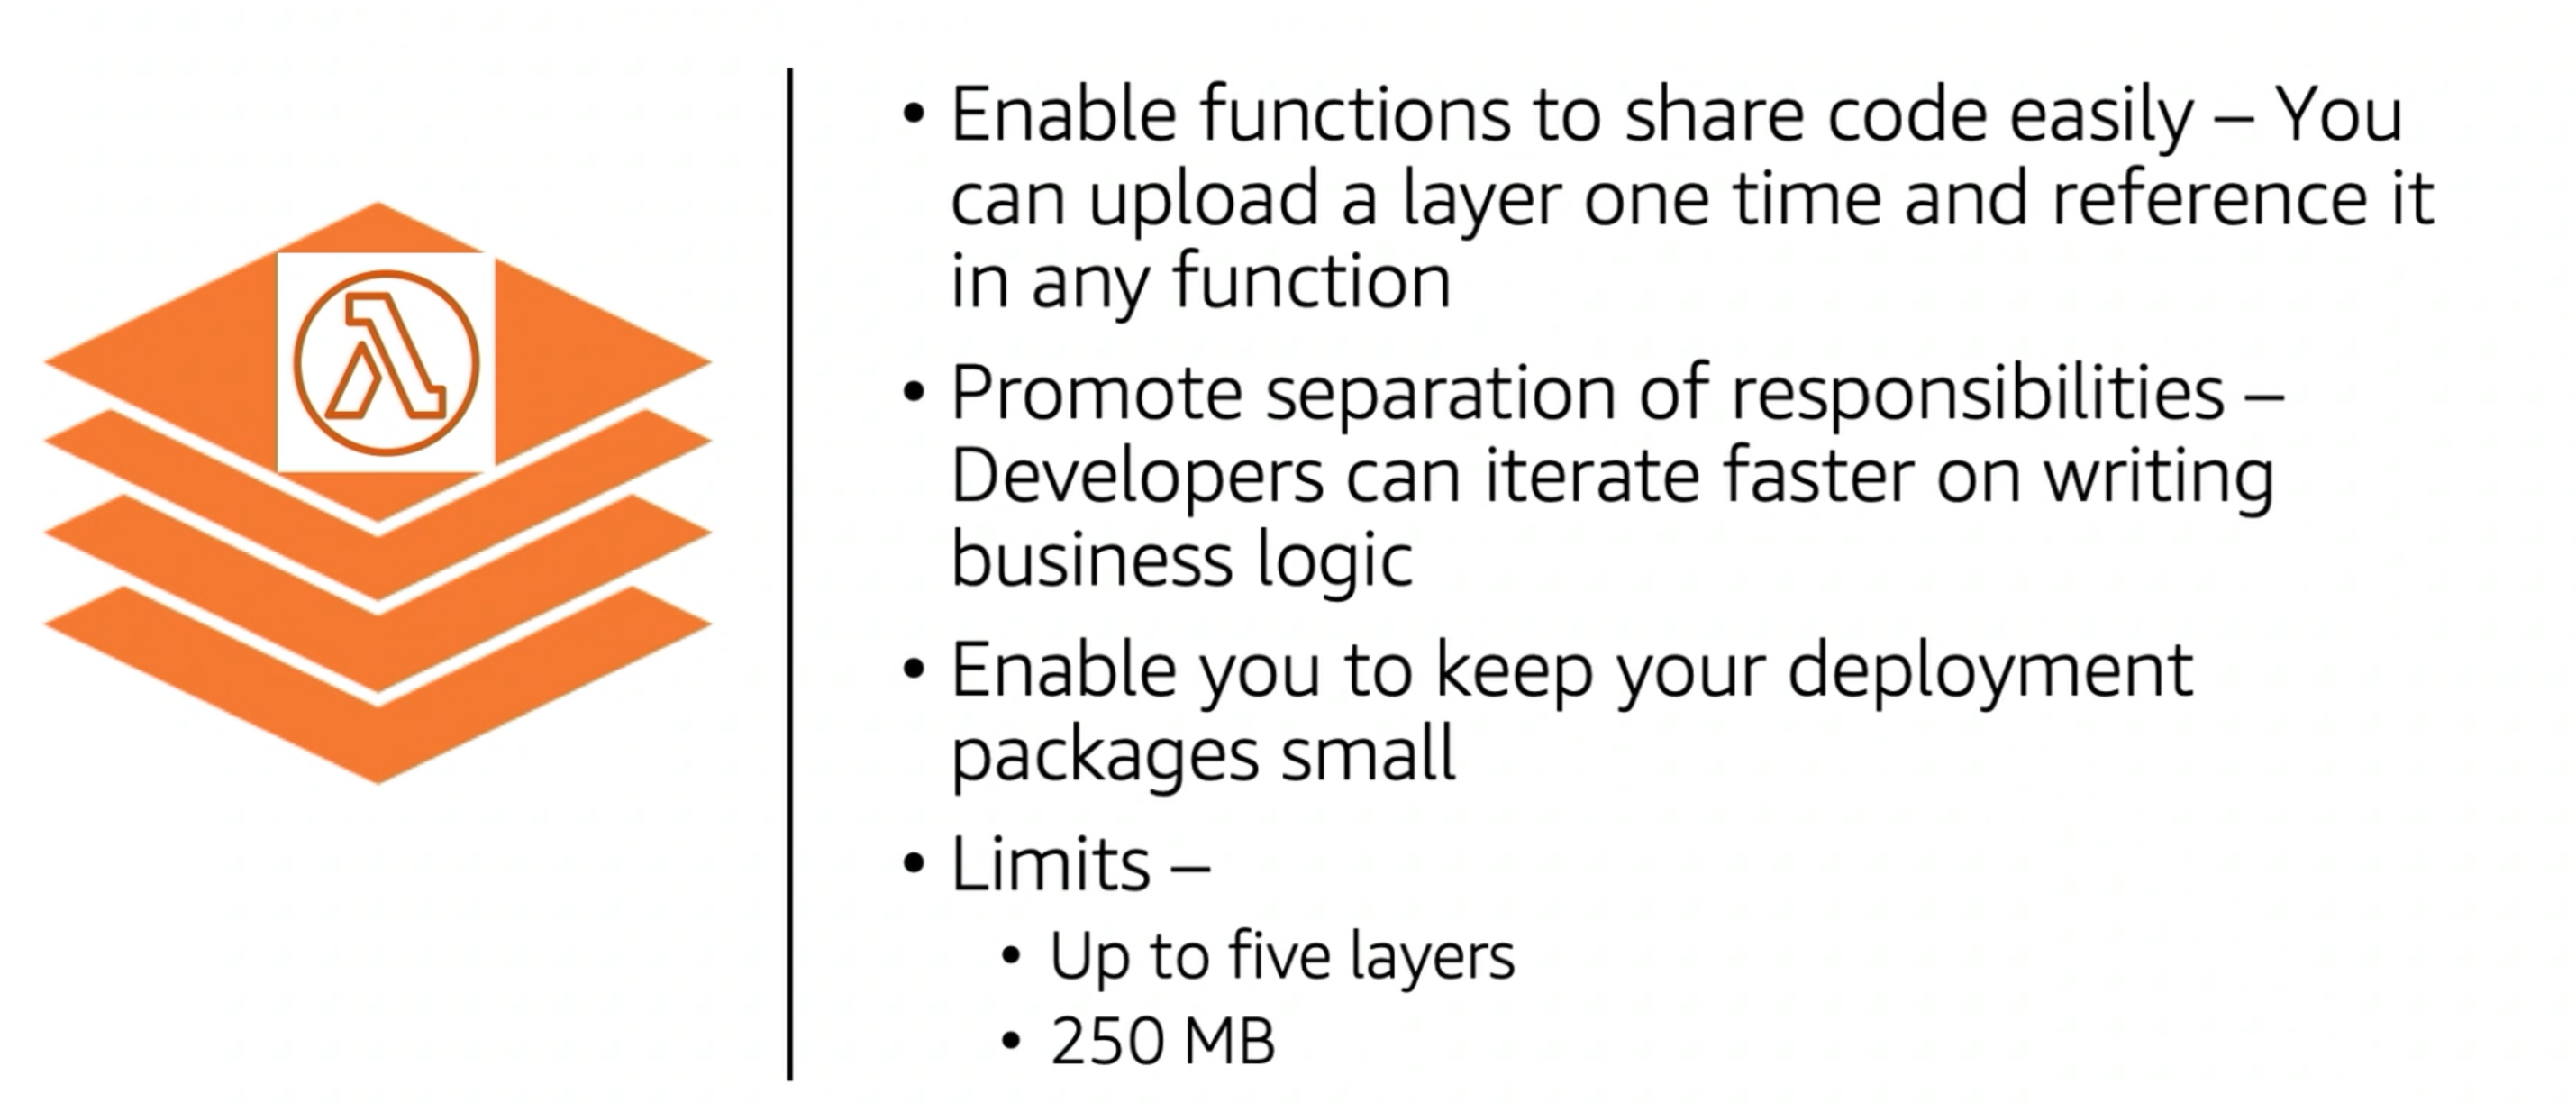 • Enable functions to share code easily – You
can upload a layer one time and reference it
in any function
• Promote separation of responsibilities –
Developers can iterate faster on writing
business logic
• Enable you to keep your deployment
packages small
• Limits –
• Up to five layers
• 250 MB